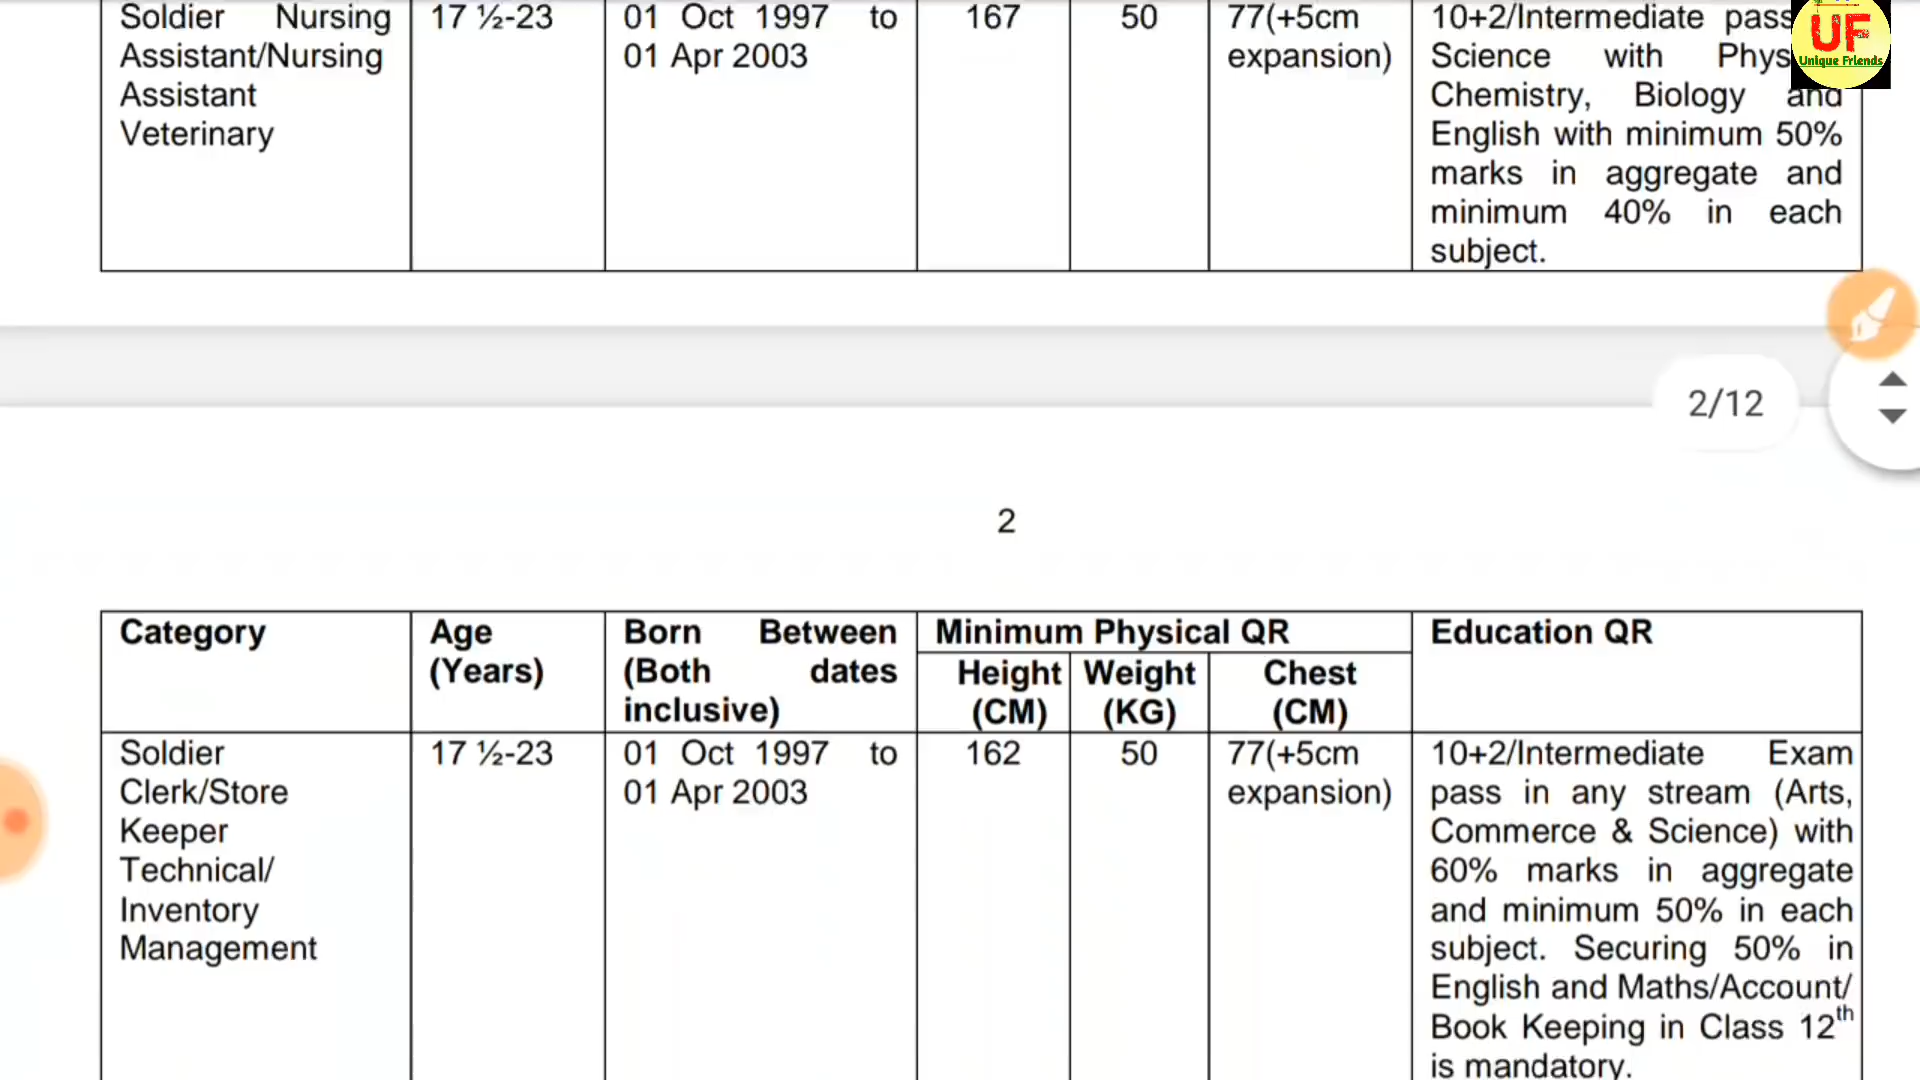 Soldier Nursing Assistant/Nursing Assistant Veterinary
17 ½-23
01 Oct 1997 to 01 Apr 2003
167
50
77(+5cm expansion)
10+2/Intermediate pass
Science with
Chemistry, Biology and
English with minimum 50%
marks in aggregate and
minimum 40% in each
subject.
UF
Unique Friends
2/12
2
Category
Age (Years)
Born Between (Both dates inclusive)
Minimum Physical QR
Height (CM)
Weight (KG)
Chest (CM)
Education QR
Soldier
Clerk/Store
Keeper
Technical/
Inventory
Management
17 ½-23
01 Oct 1997 to
01 Apr 2003
162
50
77(+5cm
expansion)
10+2/Intermediate Exam
pass in any stream (Arts,
Commerce & Science) with
60% marks in aggregate
and minimum 50% in each
subject. Securing 50% in
English and Maths/Account/
Book Keeping in Class 12th
is mandatory.